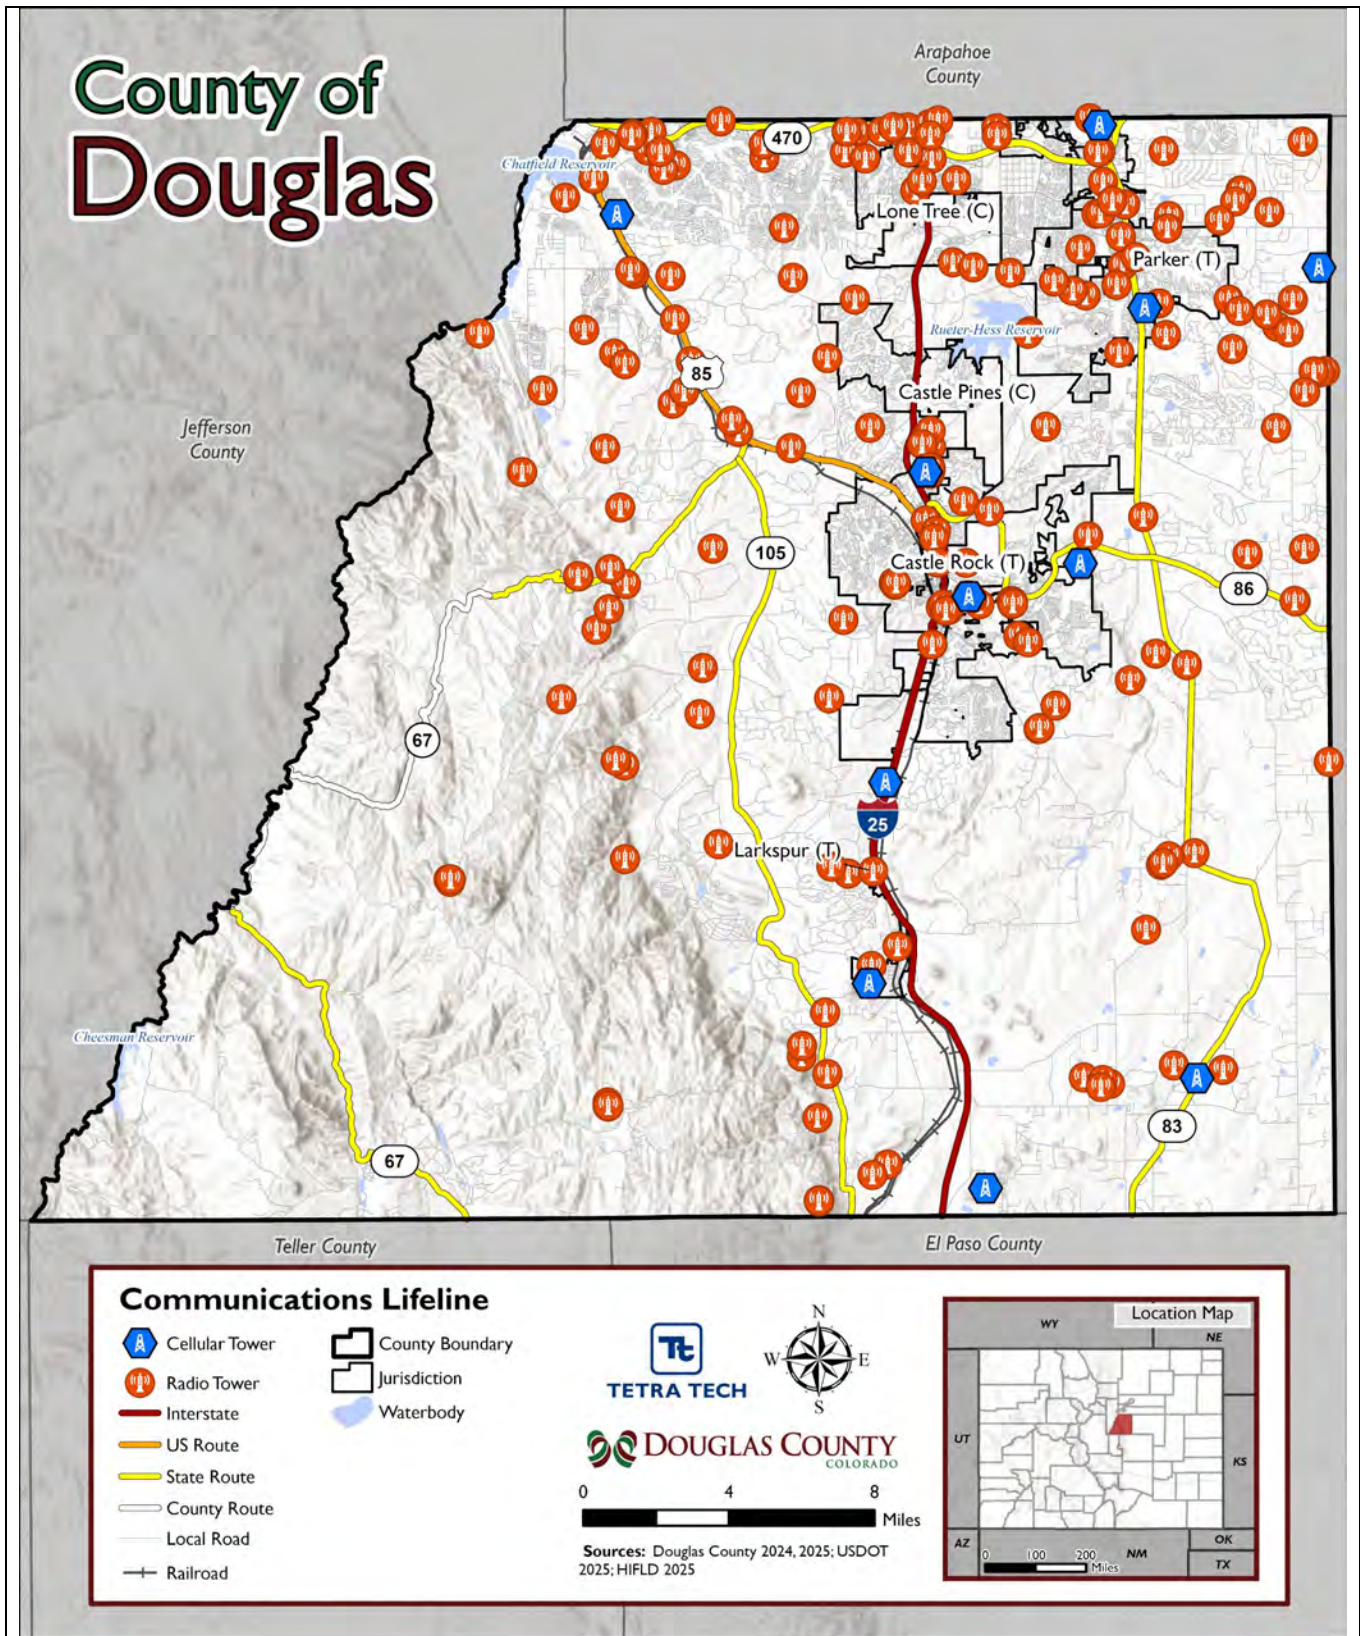 Arapahoe
County
County of
Douglas
470
Chatfield Reservoir
Lone Tree (C)
Parker (T)
Rueter-Hess Reservoir
85
Castle Pines (C)
Jefferson
County
105
Castle Rock (T)
86
67
25
Larkspur (T)
Cheesman Reservoir
83
67
Teller County
El Paso County
Communications Lifeline
Cellular Tower
Radio Tower
Interstate
US Route
State Route
County Route
Local Road
Railroad
County Boundary
Jurisdiction
Waterbody
Tt
TETRA TECH
N
W E
S
DOUGLAS COUNTY
COLORADO
0 4 8
Miles
Sources: Douglas County 2024, 2025; USDOT
2025; HIFLD 2025
Location Map
WY
NE
UT
KS
AZ
NM
OK
TX
0 100 200
Miles